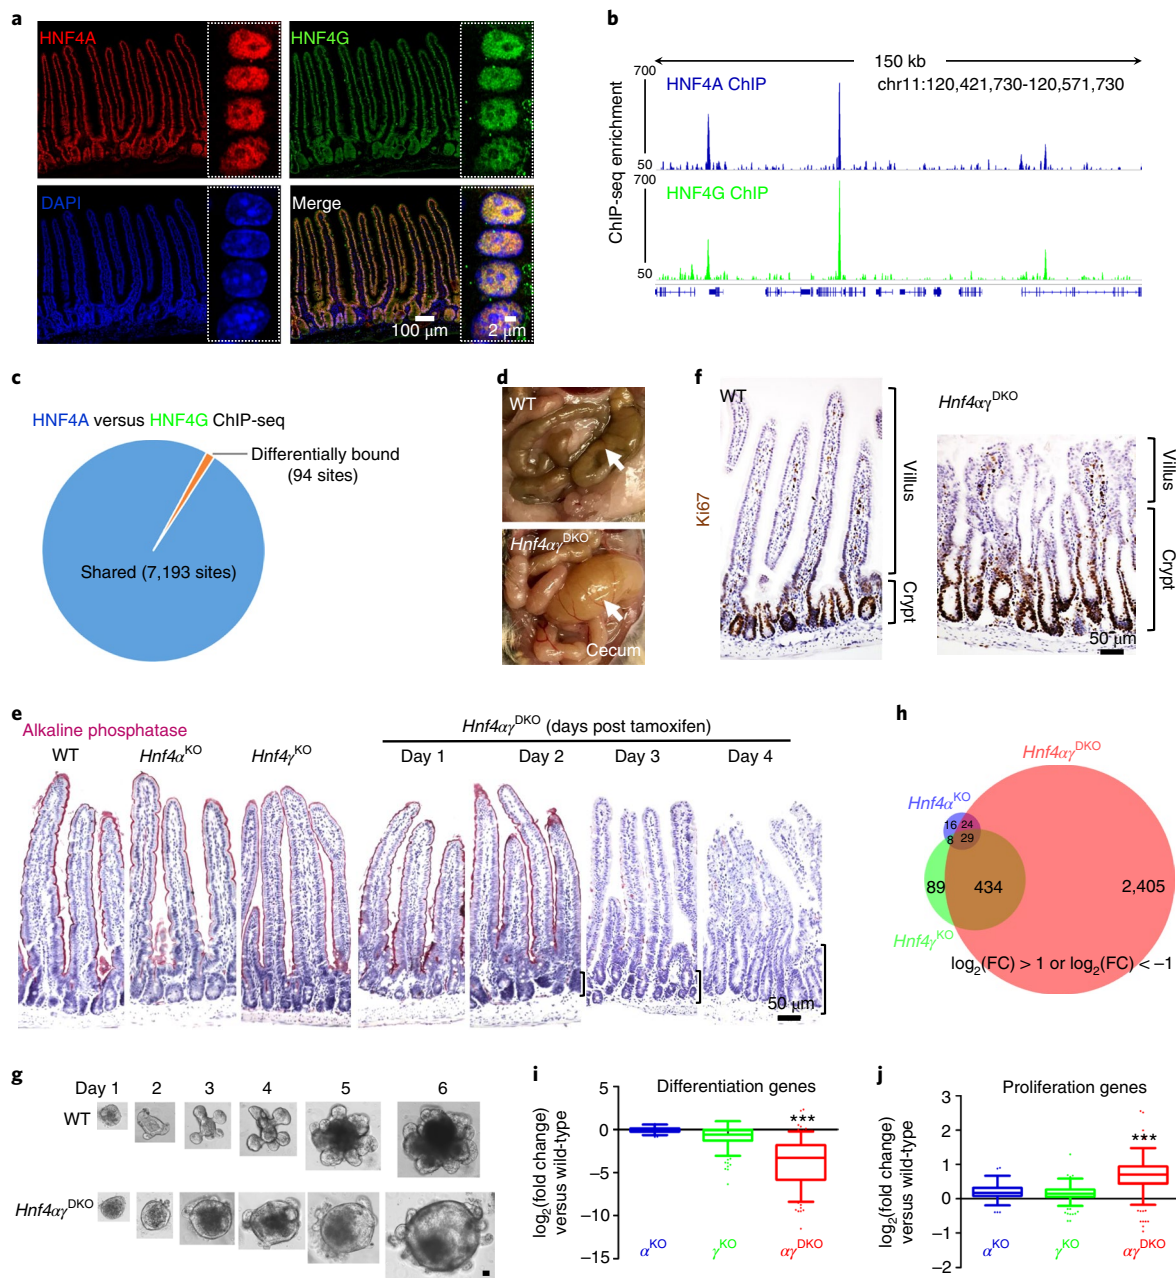 a
HNF4A
HNF4G
DAPI
Merge
100 μm
2 μm
b
150 kb
chr11:120,421,730-120,571,730
ChIP-seq enrichment
700
HNF4A ChIP
50
700
HNF4G ChIP
50
c
HNF4A versus HNF4G ChIP-seq
Differentially bound
(94 sites)
Shared (7,193 sites)
d
WT
Hnf4αγDKO
Cecum
f
WT
Hnf4αγDKO
Ki67
Villus
Crypt
Villus
Crypt
50 μm
e
Alkaline phosphatase
WT
Hnf4αKO
Hnf4γKO
Hnf4αγDKO (days post tamoxifen)
Day 1
Day 2
Day 3
Day 4
50 μm
h
Hnf4αγDKO
Hnf4αKO
16
24
8
29
89
434
2,405
Hnf4γKO
log2(FC) > 1 or log2(FC) < –1
g
Day 1 2 3 4 5 6
WT
Hnf4αγDKO
i
Differentiation genes
log2(fold change)
versus wild-type
5
0
–5
–10
–15
***
αKO
γKO
αγDKO
j
Proliferation genes
log2(fold change)
versus wild-type
3
2
1
0
–1
–2
***
αKO
γKO
αγDKO